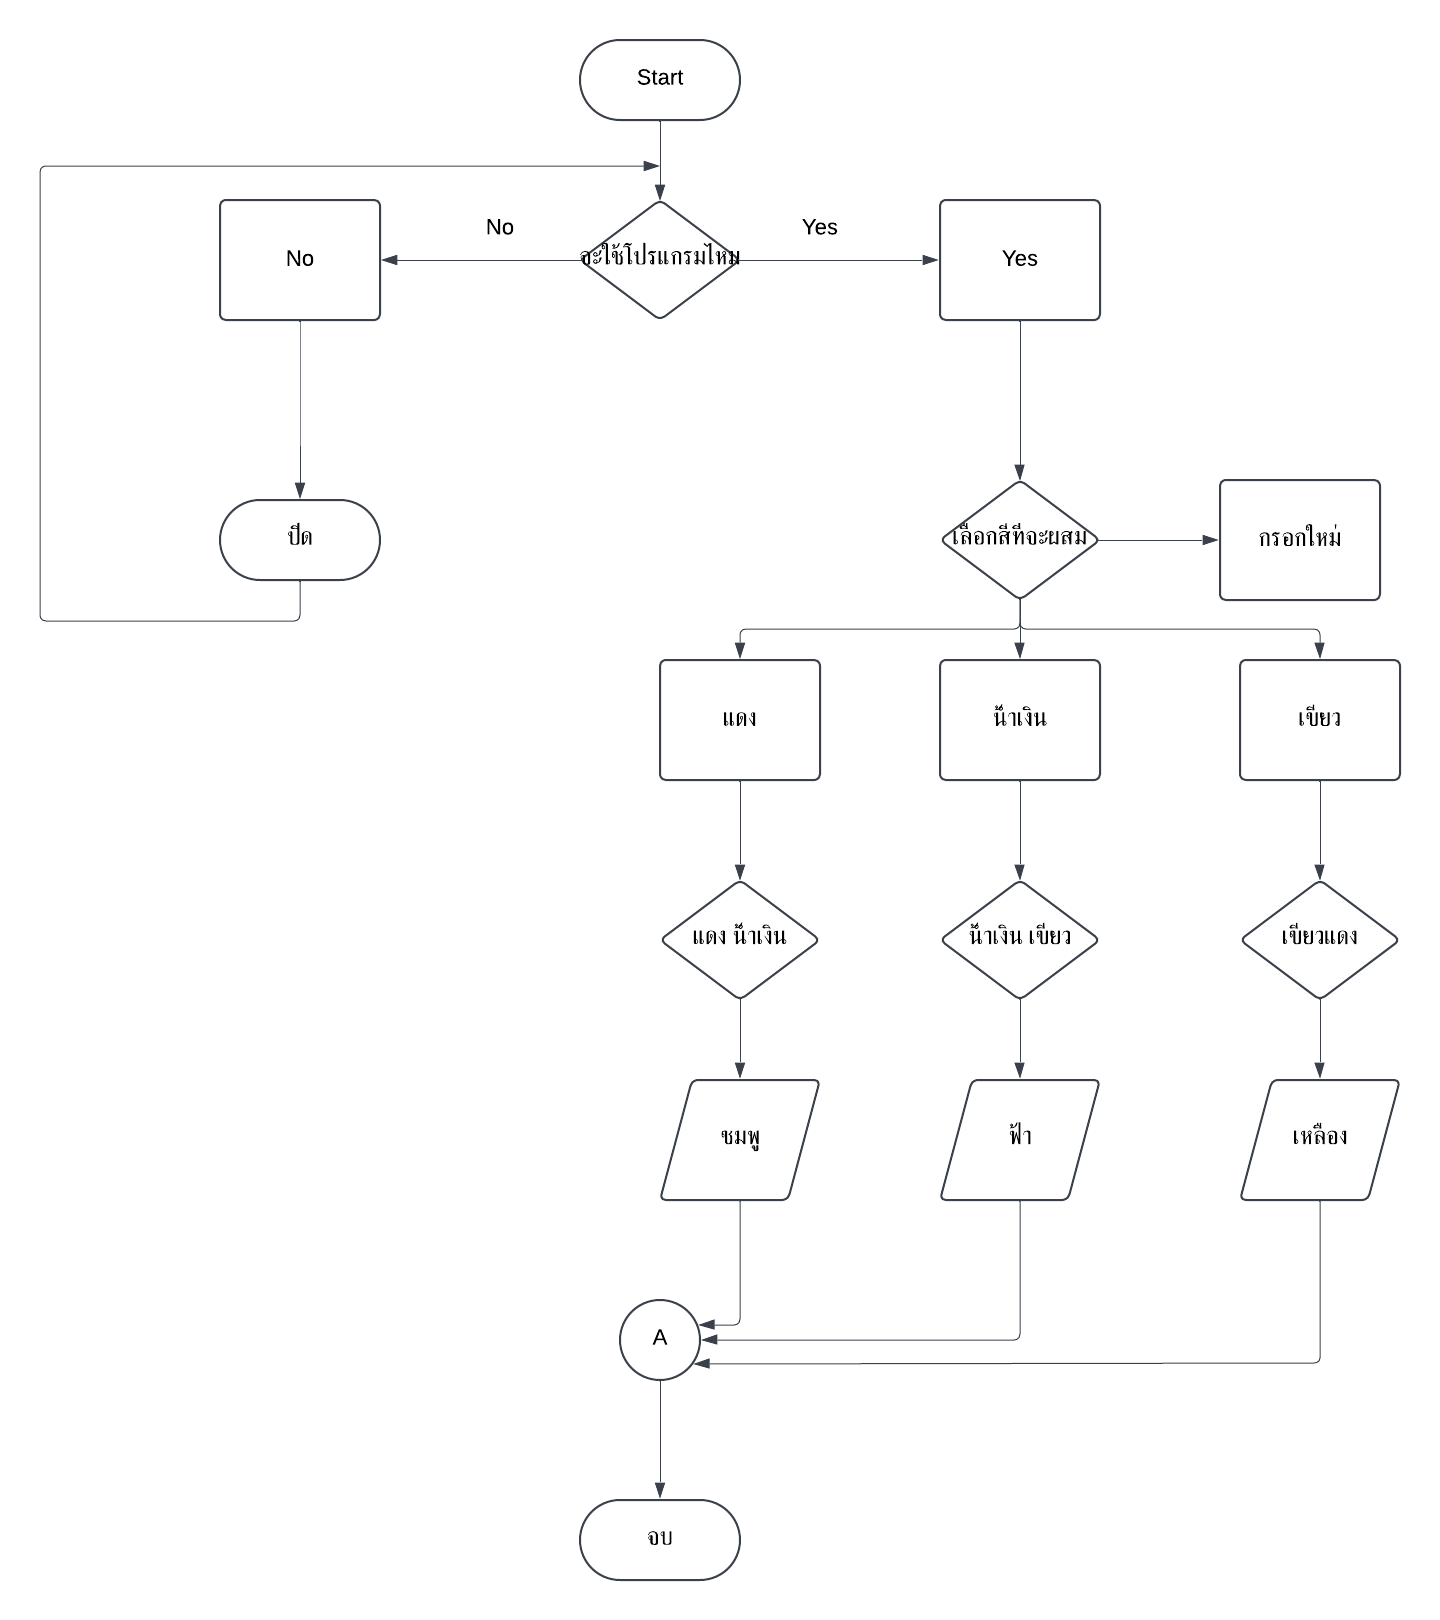 Start
No
Yes
No
จะใช้โปรแกรมไหม
Yes
ปิด
เลือกสีที่จะผสม
กรอกใหม่
แดง
น้ำเงิน
เขียว
แดง น้ำเงิน
น้ำเงิน เขียว
เขียวแดง
ชมพู
ฟ้า
เหลือง
A
จบ